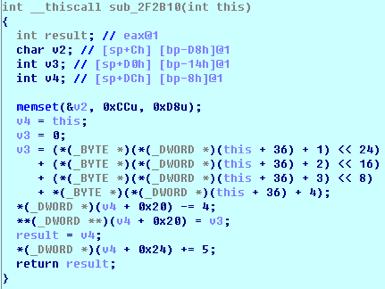 int __thiscall sub_2F2B10(int this)
{
int result; // eax@1
char v2; // [sp+Ch] [bp-D8h]@1
int v3; // [sp+D0h] [bp-14h]@1
int v4; // [sp+DCh] [bp-8h]@1
memset(&v2, 0xCCu, 0xD8u);
v4 = this;
v3 = 0;
v3 = (*(_BYTE *)(*(_DWORD *)(this + 36) + 1) << 24)
+ (*(_BYTE *)(*(_DWORD *)(this + 36) + 2) << 16)
+ (*(_BYTE *)(*(_DWORD *)(this + 36) + 3) << 8)
+ *(_BYTE *)(*(_DWORD *)(this + 36) + 4);
*(_DWORD *)(v4 + 0x20) -= 4;
**(_DWORD **)(v4 + 0x20) = v3;
result = v4;
*(_DWORD *)(v4 + 0x24) += 5;
return result;
}